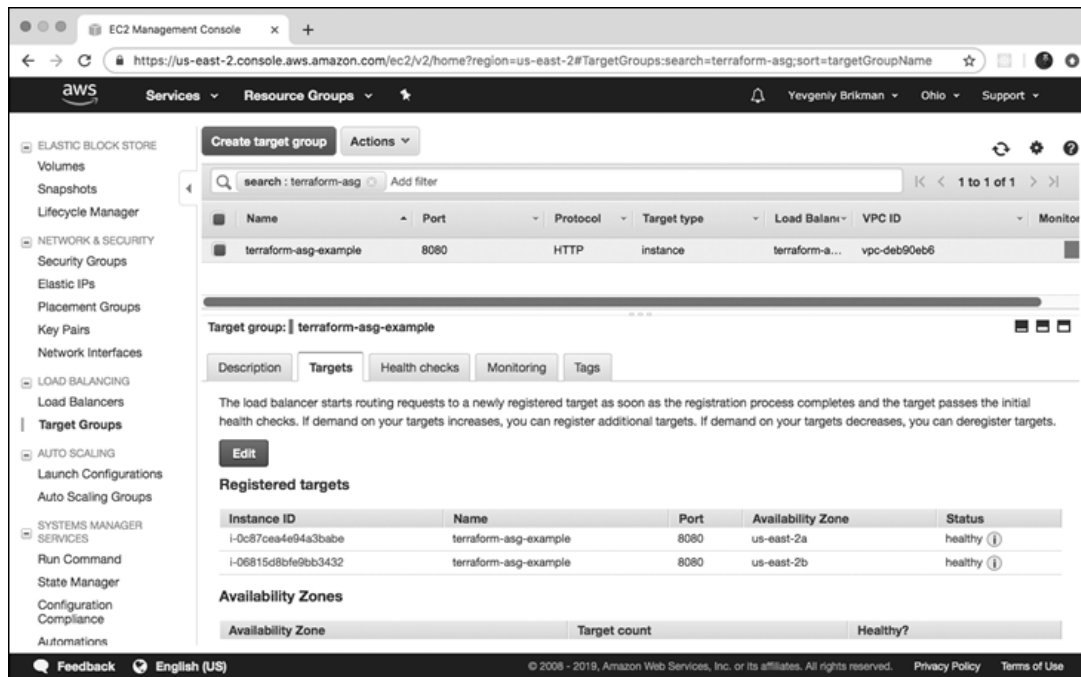 EC2 Management Console
https://us-east-2.console.aws.amazon.com/ec2/v2/home?region=us-east-2#TargetGroups:search=terraform-asg;sort=targetGroupName
aws Services Resource Groups Yevgeniy Brikman Ohio Support
ELASTIC BLOCK STORE
Volumes
Snapshots
Lifecycle Manager
NETWORK & SECURITY
Security Groups
Elastic IPs
Placement Groups
Key Pairs
Network Interfaces
LOAD BALANCING
Load Balancers
Target Groups
AUTO SCALING
Launch Configurations
Auto Scaling Groups
SYSTEMS MANAGER
SERVICES
Run Command
State Manager
Configuration
Compliance
Automations
Create target group Actions
search : terraform-asg Add filter 1 to 1 of 1
Name Port Protocol Target type Load Balanc VPC ID Monitor
terraform-asg-example 8080 HTTP instance terraform-a... vpc-deb90eb6
Target group: terraform-asg-example
Description Targets Health checks Monitoring Tags
The load balancer starts routing requests to a newly registered target as soon as the registration process completes and the target passes the initial
health checks. If demand on your targets increases, you can register additional targets. If demand on your targets decreases, you can deregister targets.
Edit
Registered targets
Instance ID Name Port Availability Zone Status
i-0c87cea4e94a3babe terraform-asg-example 8080 us-east-2a healthy
i-06815d8bfe9bb3432 terraform-asg-example 8080 us-east-2b healthy
Availability Zones
Availability Zone Target count Healthy?
Feedback English (US) © 2008 - 2019, Amazon Web Services, Inc. or its affiliates. All rights reserved. Privacy Policy Terms of Use